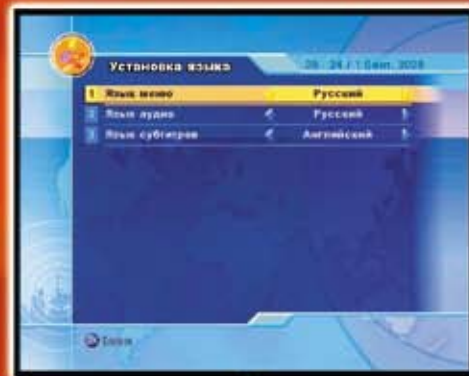 Установка языка
1 Язык меню Русский
2 Язык аудио Русский
3 Язык субтитров Английский